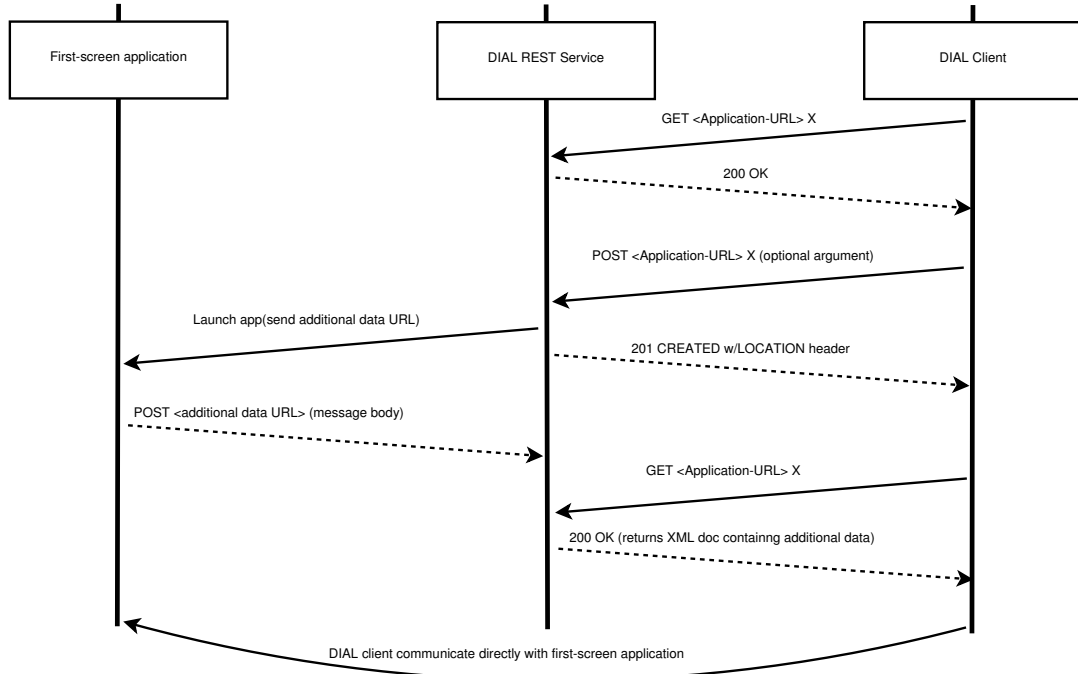 First-screen application
DIAL REST Service
DIAL Client
GET <Application-URL> X
200 OK
POST <Application-URL> X (optional argument)
Launch app(send additional data URL)
201 CREATED w/LOCATION header
POST <additional data URL> (message body)
GET <Application-URL> X
200 OK (returns XML doc containng additional data)
DIAL client communicate directly with first-screen application